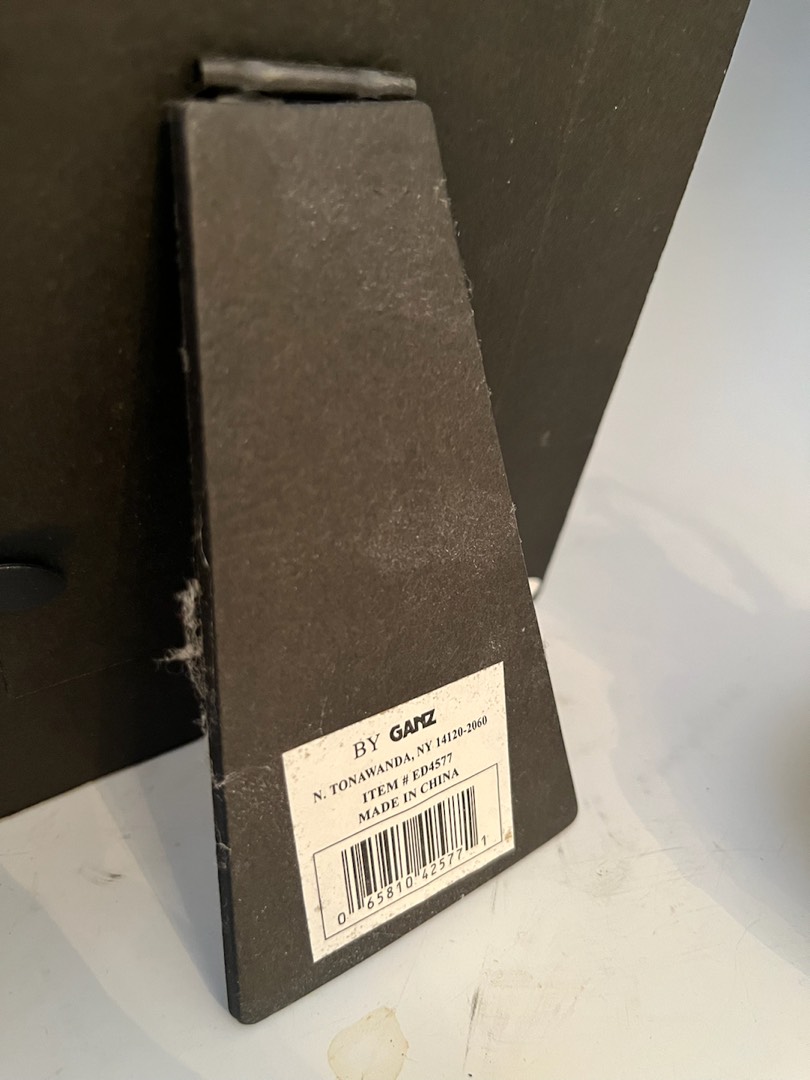 BY GANZ
N. TONAWANDA, NY 14120-2060
ITEM # ED4577
MADE IN CHINA
0 65810 42577 1